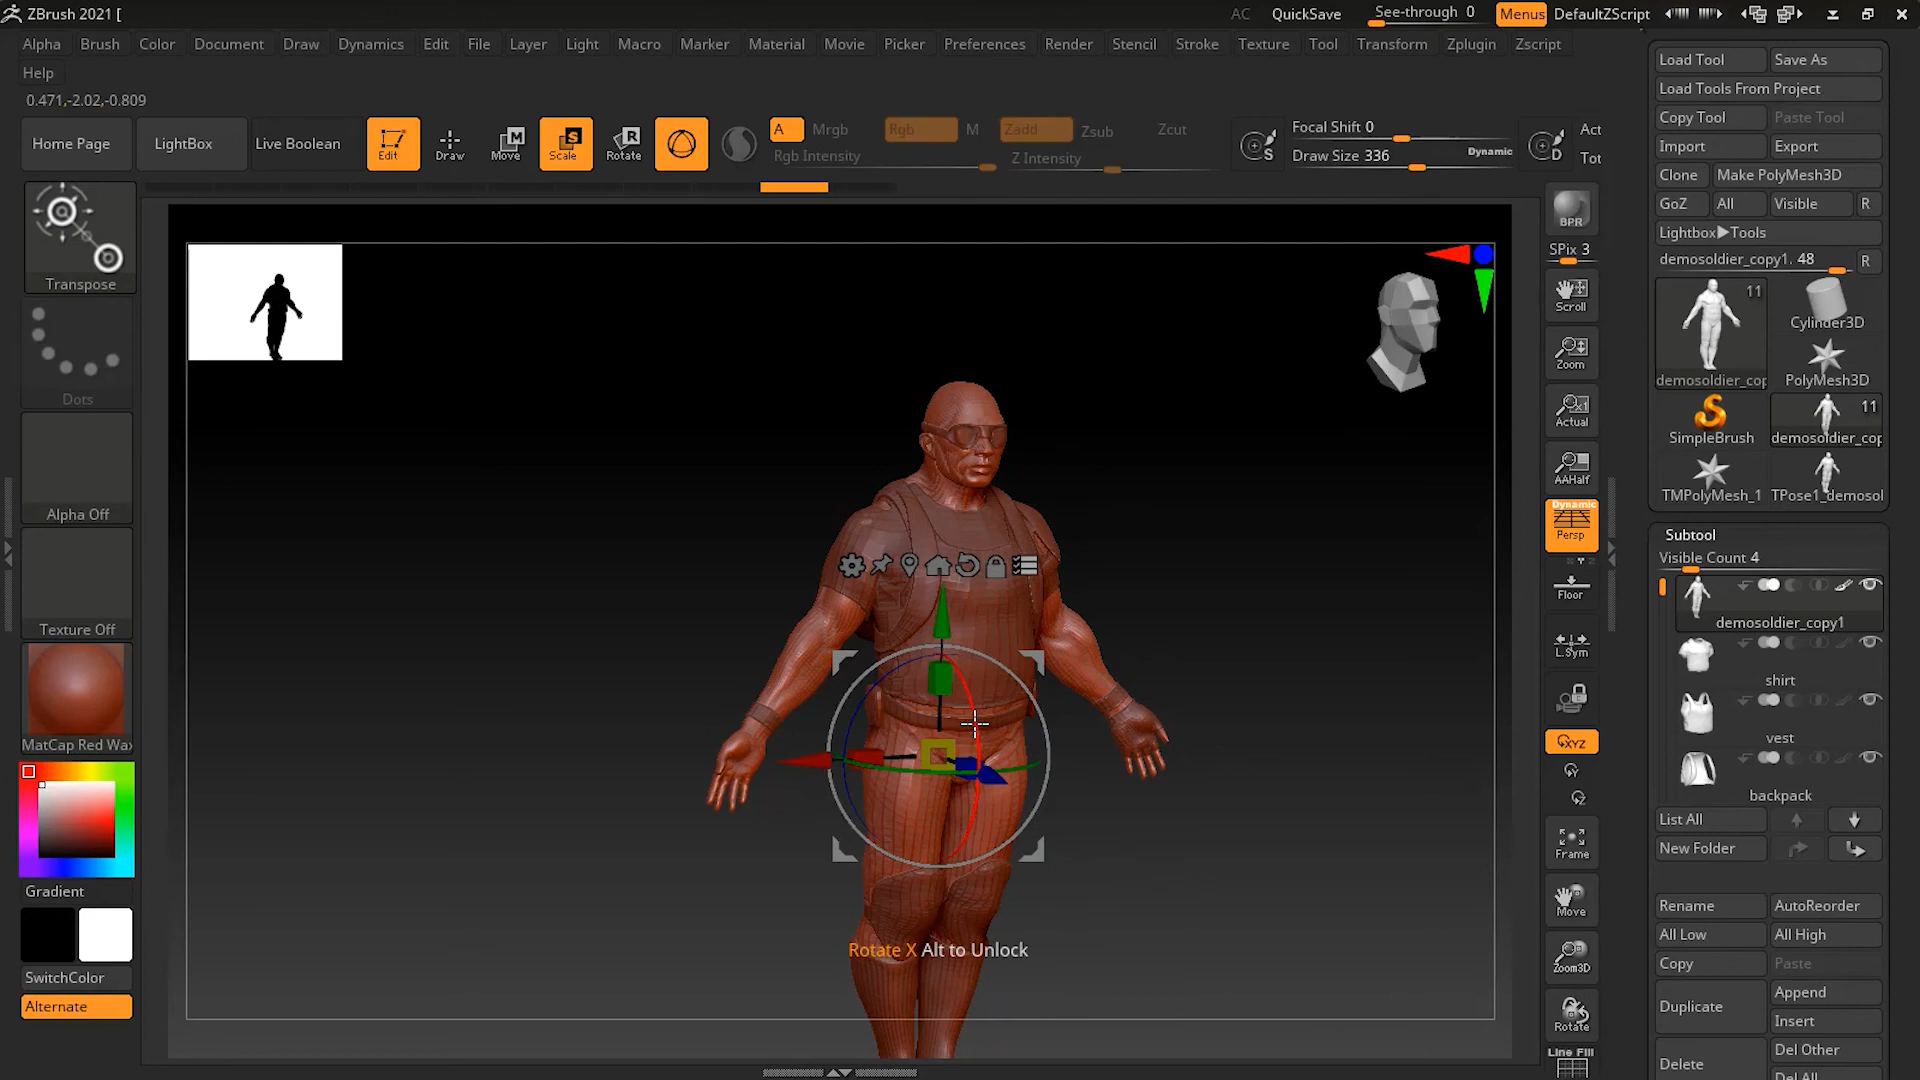 ZBrush 2021 [
AC QuickSave See-through 0 Menus DefaultZScript
Alpha Brush Color Document Draw Dynamics Edit File Layer Light Macro Marker Material Movie Picker Preferences Render Stencil Stroke Texture Tool Transform Zplugin Zscript
Help
0.471,-2.02,-0.809
Home Page LightBox Live Boolean Edit Draw Move Scale Rotate
A Mrgb Rgb M Zadd Zsub Zcut
Rgb Intensity Z Intensity
Focal Shift 0
Draw Size 336 Dynamic
S D
Act
Tot
Transpose
Dots
Alpha Off
Texture Off
MatCap Red Wax
Gradient
SwitchColor
Alternate
Rotate X Alt to Unlock
BPR
SPix 3
Scroll
Zoom
Actual
AAHalf
Dynamic
Persp
Floor
L.Sym
XYZ
Frame
Move
Zoom3D
Rotate
Line Fill
Load Tool Save As
Load Tools From Project
Copy Tool Paste Tool
Import Export
Clone Make PolyMesh3D
GoZ All Visible R
Lightbox▶Tools
demosoldier_copy1. 48 R
11
Cylinder3D
demosoldier_cop PolyMesh3D
11
SimpleBrush demosoldier_cop
TMPolyMesh_1 TPose1_demosol
Subtool
Visible Count 4
demosoldier_copy1
shirt
vest
backpack
List All
New Folder
Rename AutoReorder
All Low All High
Copy Paste
Duplicate Append
Insert
Delete Del Other
Del All